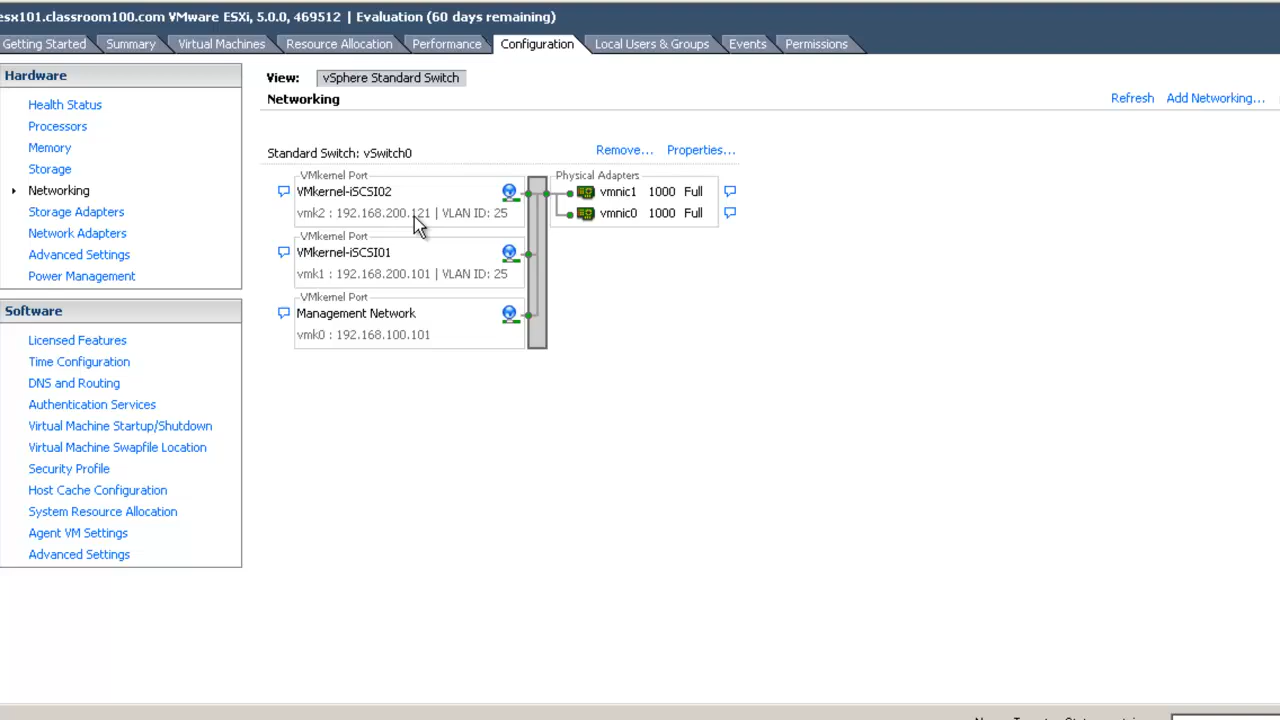 esx101.classroom100.com VMware ESXi, 5.0.0, 469512 | Evaluation (60 days remaining)
Getting Started Summary Virtual Machines Resource Allocation Performance Configuration Local Users & Groups Events Permissions
Hardware
Health Status
Processors
Memory
Storage
Networking
Storage Adapters
Network Adapters
Advanced Settings
Power Management
Software
Licensed Features
Time Configuration
DNS and Routing
Authentication Services
Virtual Machine Startup/Shutdown
Virtual Machine Swapfile Location
Security Profile
Host Cache Configuration
System Resource Allocation
Agent VM Settings
Advanced Settings
View: vSphere Standard Switch
Networking
Refresh Add Networking...
Standard Switch: vSwitch0 Remove... Properties...
VMkernel Port
VMkernel-iSCSI02
vmk2 : 192.168.200.121 | VLAN ID: 25
VMkernel Port
VMkernel-iSCSI01
vmk1 : 192.168.200.101 | VLAN ID: 25
VMkernel Port
Management Network
vmk0 : 192.168.100.101
Physical Adapters
vmnic1 1000 Full
vmnic0 1000 Full